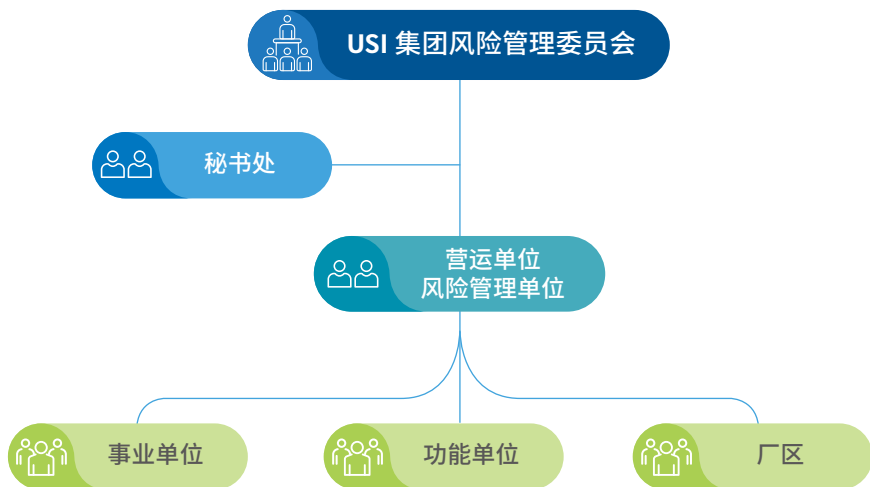 USI 集团风险管理委员会
秘书处
营运单位
风险管理单位
事业单位
功能单位
厂区